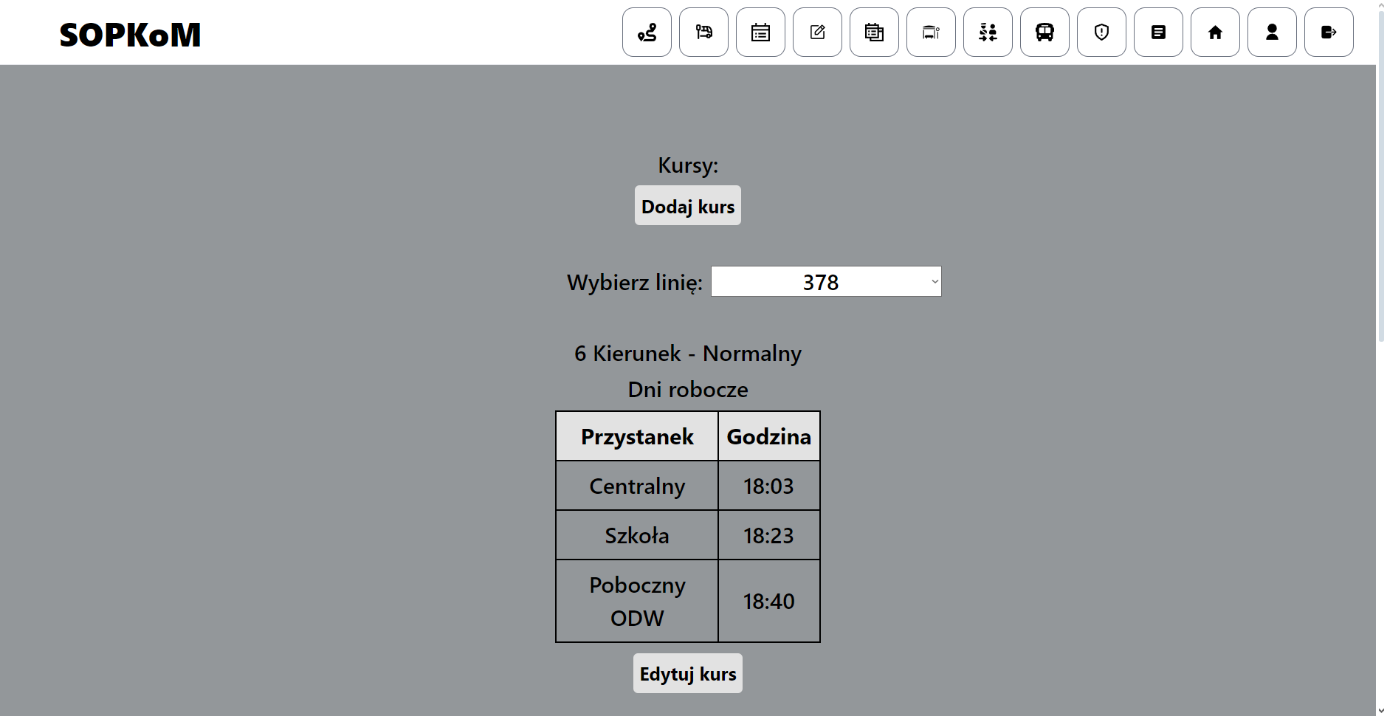 SOPKoM
Kursy:
Dodaj kurs
Wybierz linię: 378
6 Kierunek - Normalny
Dni robocze
Przystanek Godzina
Centralny 18:03
Szkoła 18:23
Poboczny
ODW 18:40
Edytuj kurs